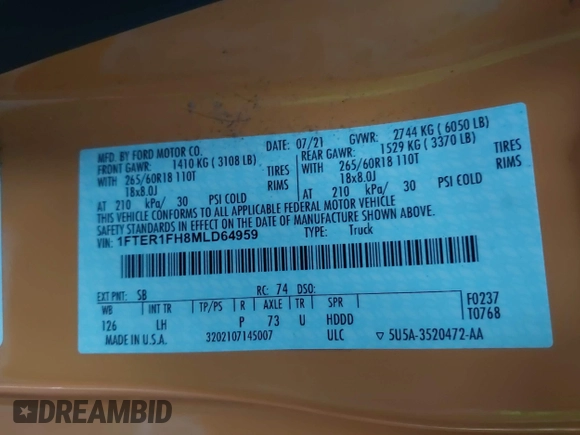 MFD. BY FORD MOTOR CO. DATE: 07/21 GVWR: 2744 KG ( 6050 LB)
FRONT GAWR: 1410 KG ( 3108 LB) REAR GAWR: 1529 KG ( 3370 LB)
WITH 265/60R18 110T TIRES WITH 265/60R18 110T TIRES
18x8.0J RIMS 18x8.0J RIMS
AT 210 kPa/ 30 PSI COLD AT 210 kPa/ 30 PSI COLD
THIS VEHICLE CONFORMS TO ALL APPLICABLE FEDERAL MOTOR VEHICLE
SAFETY STANDARDS IN EFFECT ON THE DATE OF MANUFACTURE SHOWN ABOVE.
VIN: 1FTER1FH8MLD64959 TYPE: Truck
EXT PNT: SB RC: 74 DSO: F0237
WB INT TR TP/PS R AXLE TR SPR T0768
126 LH P 73 U HDDD
MADE IN U.S.A. 3202107145007 ULC ▽ 5U5A-3520472-AA
DREAMBID